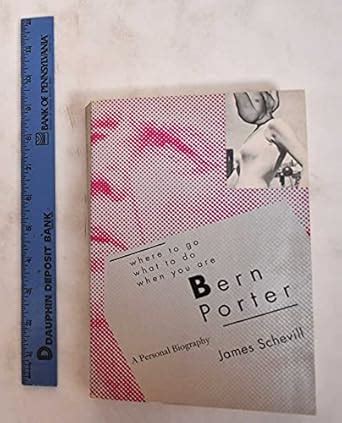 BANK OF PENNSYLVANIA
DAUPHIN DEPOSIT BANK
where to go
what to do
when you are
Bern
Porter
A Personal Biography
James Schevill